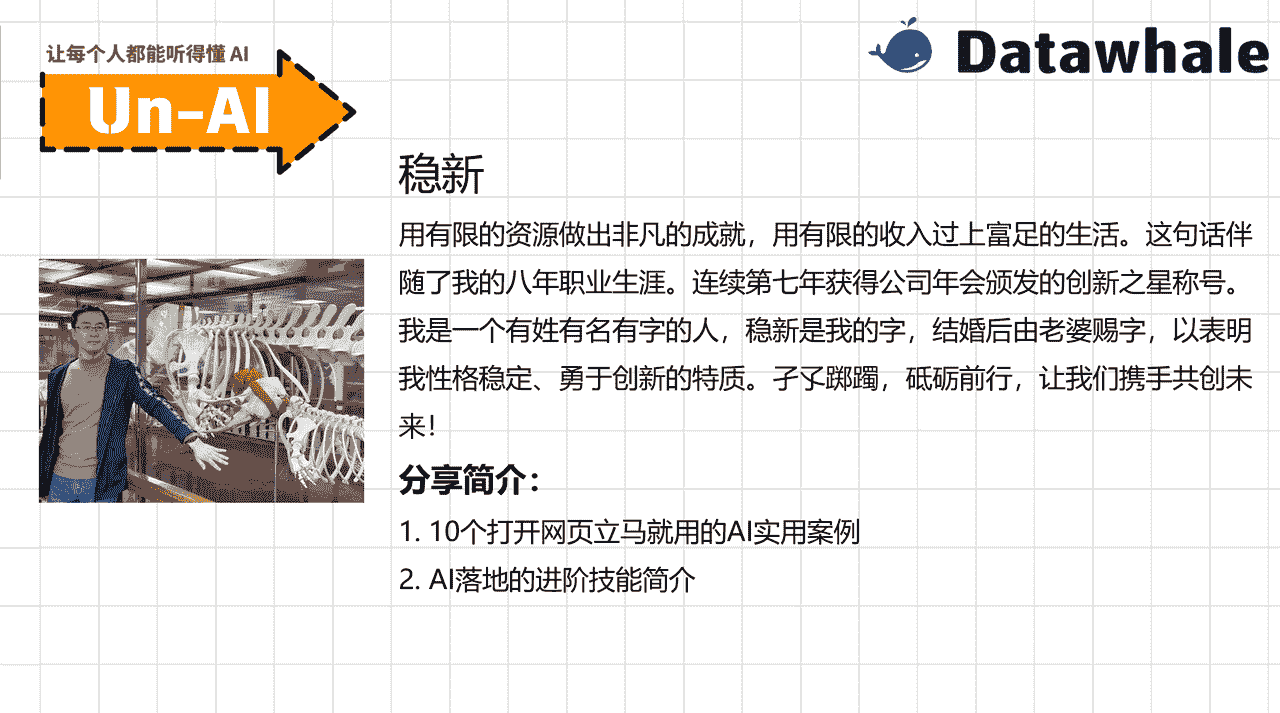 让每个人都能听得懂 AI
Un-AI
Datawhale
稳新
用有限的资源做出非凡的成就，用有限的收入过上富足的生活。这句话伴
随了我的八年职业生涯。连续第七年获得公司年会颁发的创新之星称号。
我是一个有姓有名有字的人，稳新是我的字，结婚后由老婆赐字，以表明
我性格稳定、勇于创新的特质。孑孓踯躅，砥砺前行，让我们携手共创未
来！
分享简介：
1. 10个打开网页立马就用的AI实用案例
2. AI落地的进阶技能简介